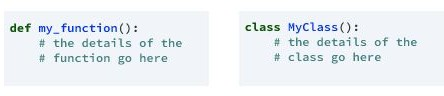 def my_function():
    # the details of the
    # function go here
class MyClass():
    # the details of the
    # class go here